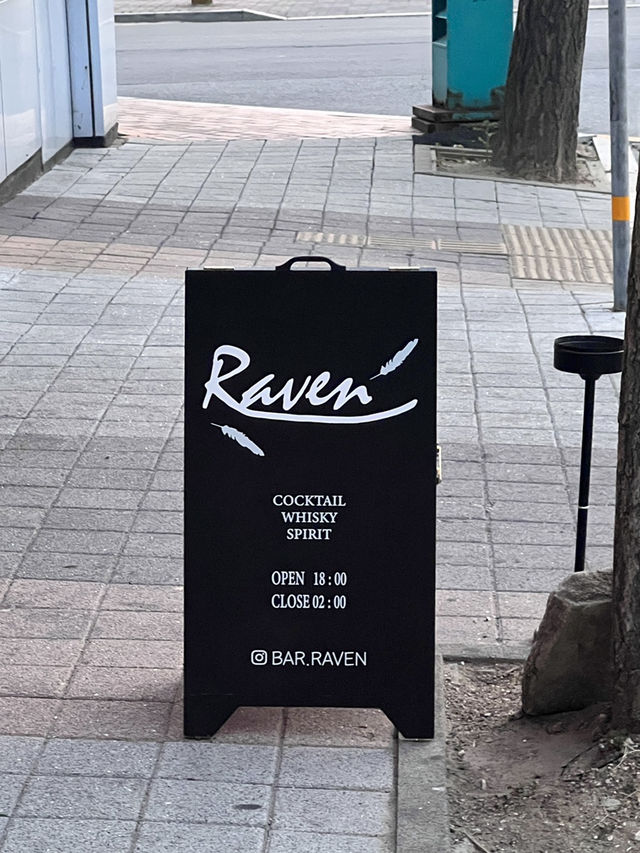 Raven
COCKTAIL
WHISKY
SPIRIT
OPEN 18:00
CLOSE 02:00
BAR.RAVEN